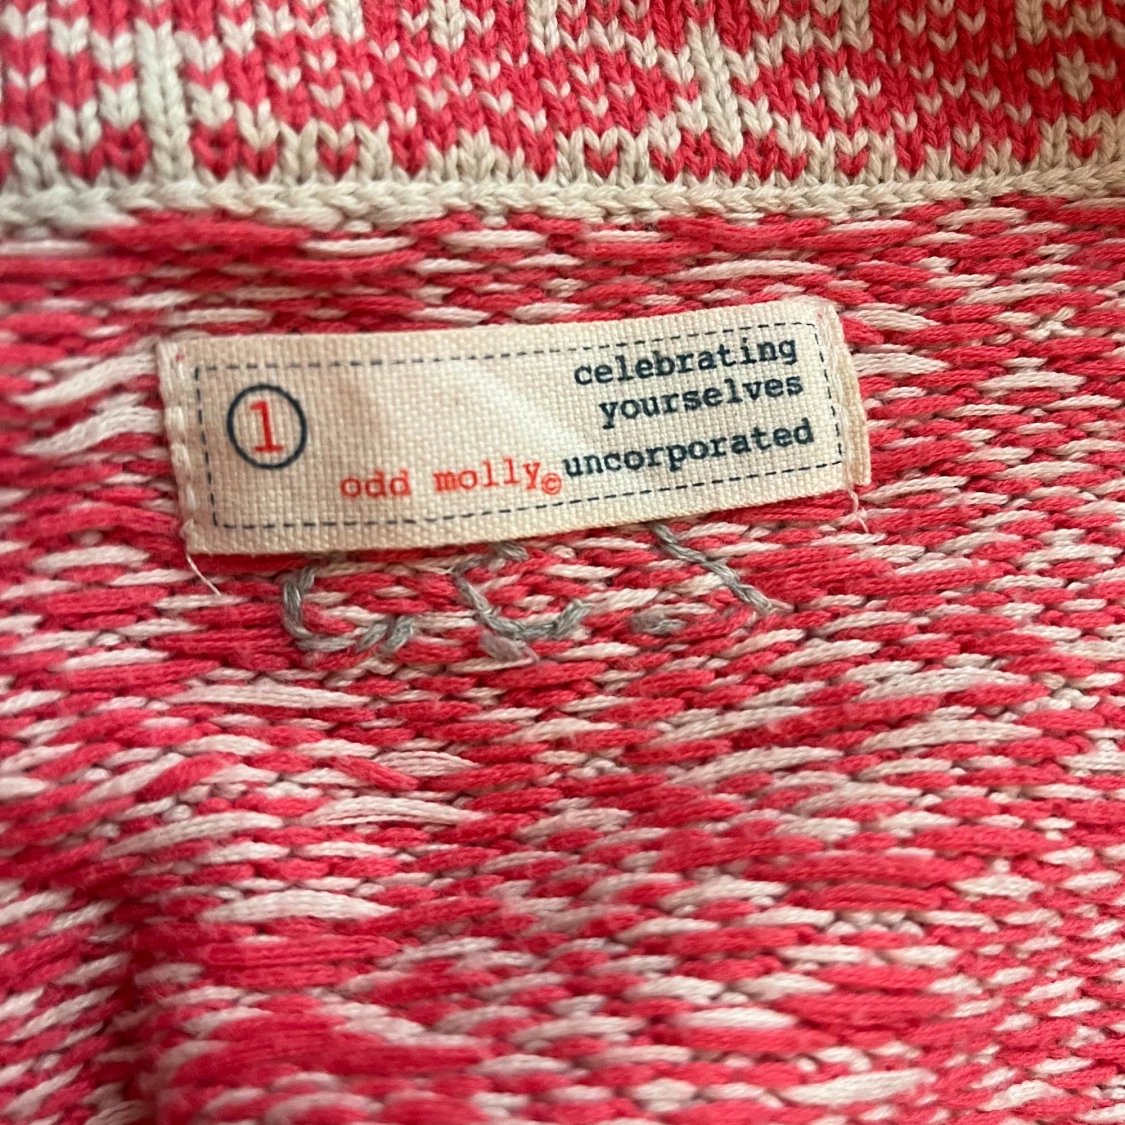 celebrating
yourselves
uncorporated
1
odd molly©